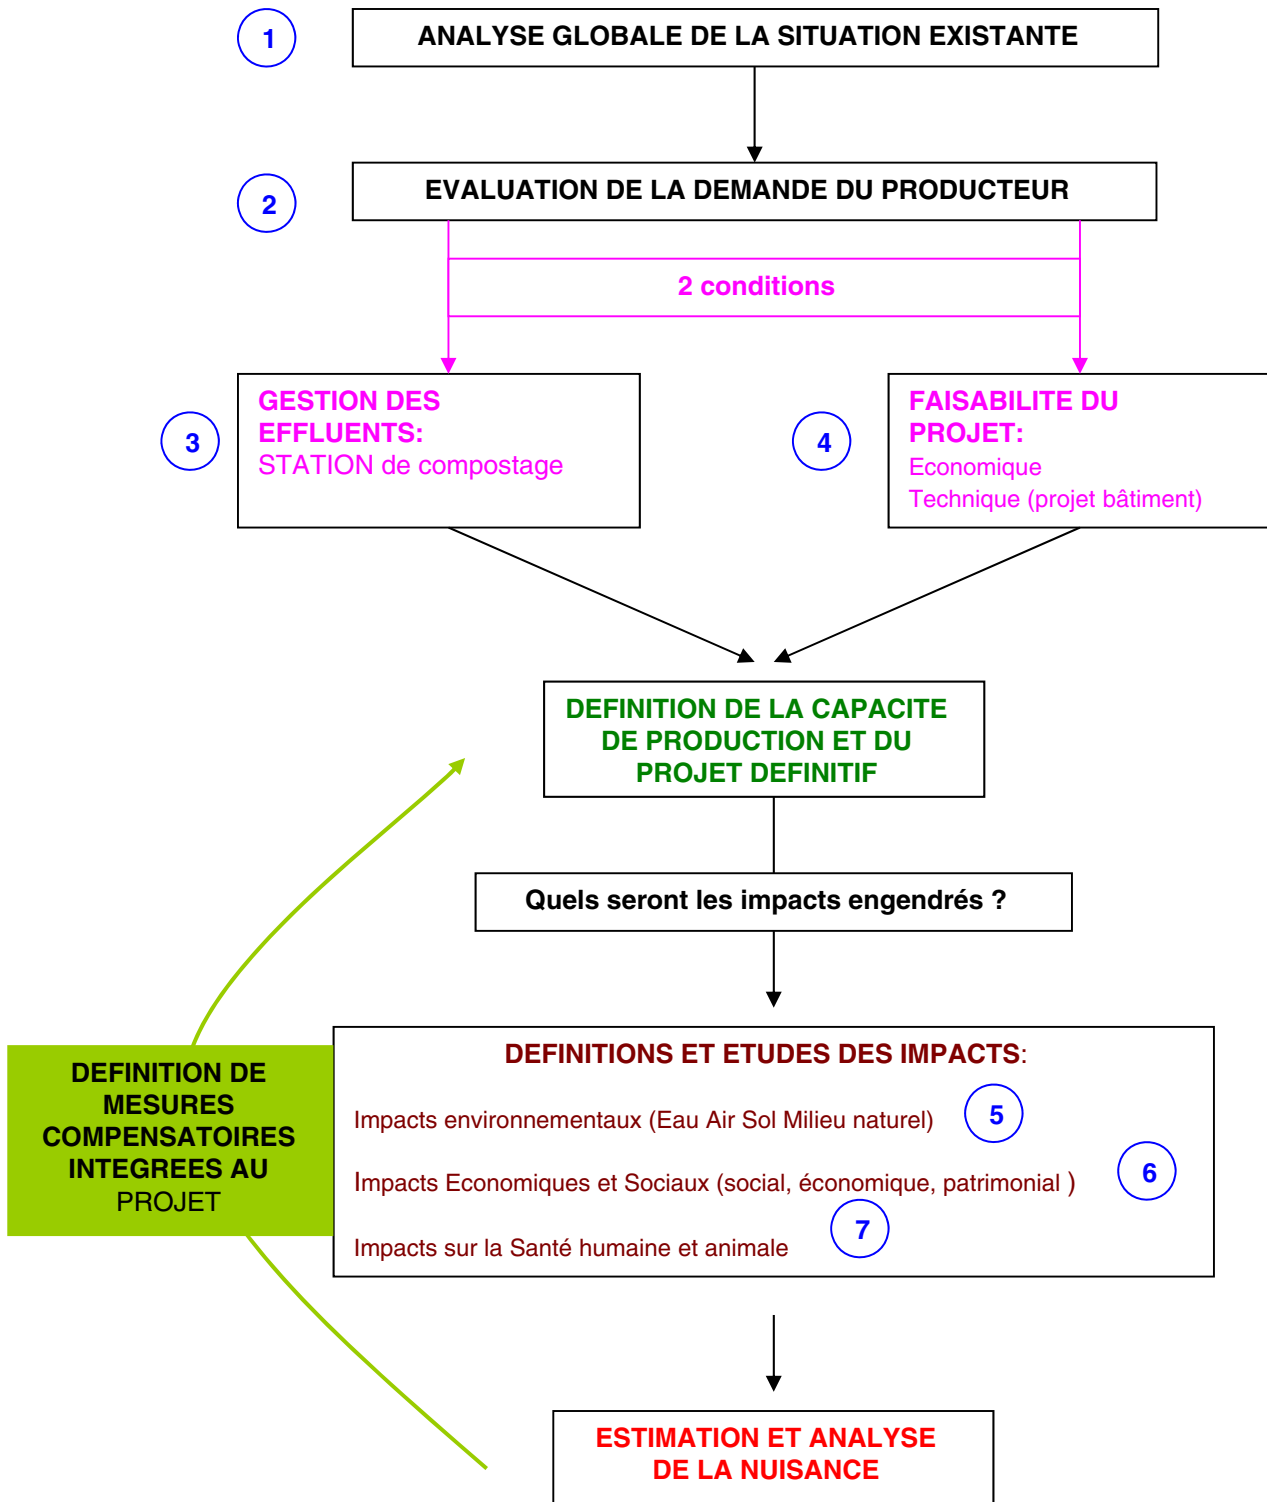 1
ANALYSE GLOBALE DE LA SITUATION EXISTANTE
2
EVALUATION DE LA DEMANDE DU PRODUCTEUR
2 conditions
3
GESTION DES
EFFLUENTS:
STATION de compostage
4
FAISABILITE DU
PROJET:
Economique
Technique (projet bâtiment)
DEFINITION DE LA CAPACITE
DE PRODUCTION ET DU
PROJET DEFINITIF
Quels seront les impacts engendrés ?
DEFINITION DE
MESURES
COMPENSATOIRES
INTEGREES AU
PROJET
DEFINITIONS ET ETUDES DES IMPACTS:
Impacts environnementaux (Eau Air Sol Milieu naturel)
5
Impacts Economiques et Sociaux (social, économique, patrimonial )
6
Impacts sur la Santé humaine et animale
7
ESTIMATION ET ANALYSE
DE LA NUISANCE